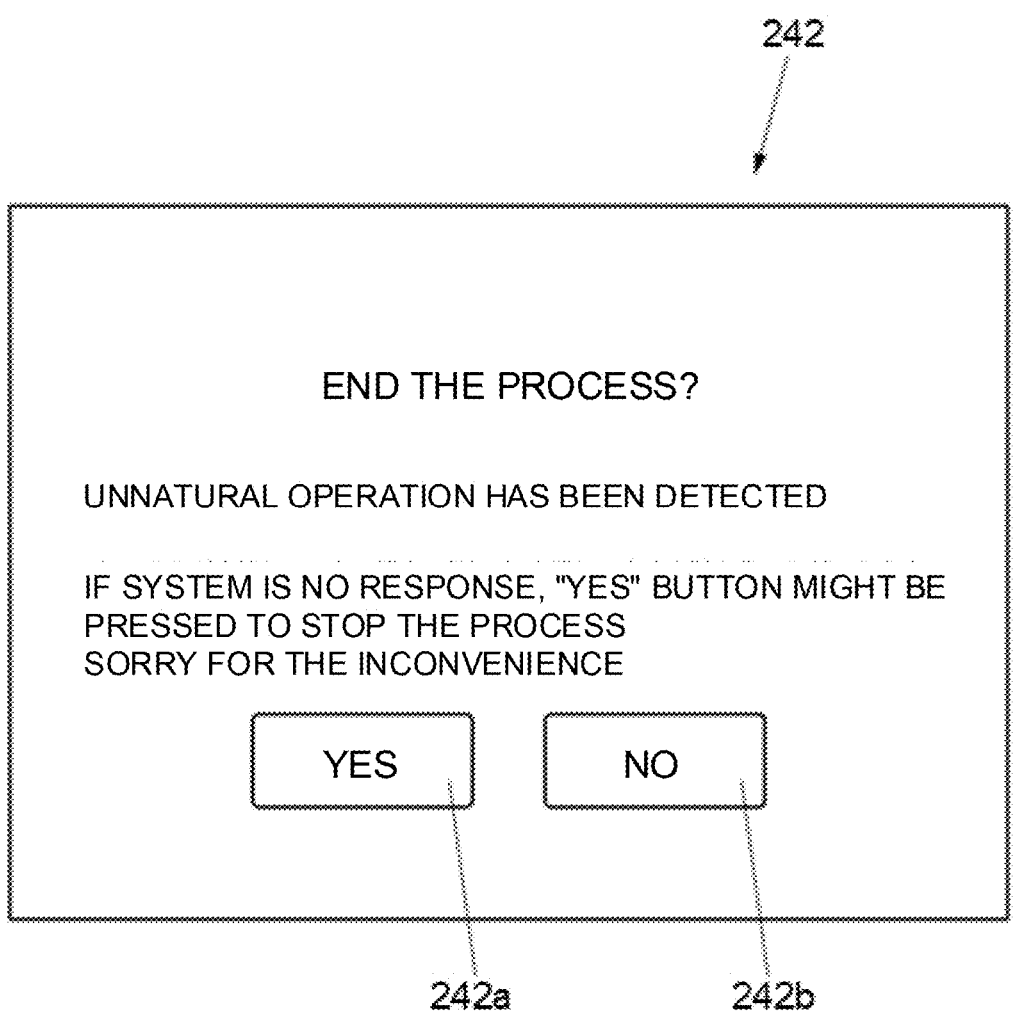 242
END THE PROCESS?
UNNATURAL OPERATION HAS BEEN DETECTED
IF SYSTEM IS NO RESPONSE, "YES" BUTTON MIGHT BE
PRESSED TO STOP THE PROCESS
SORRY FOR THE INCONVENIENCE
YES NO
242a 242b